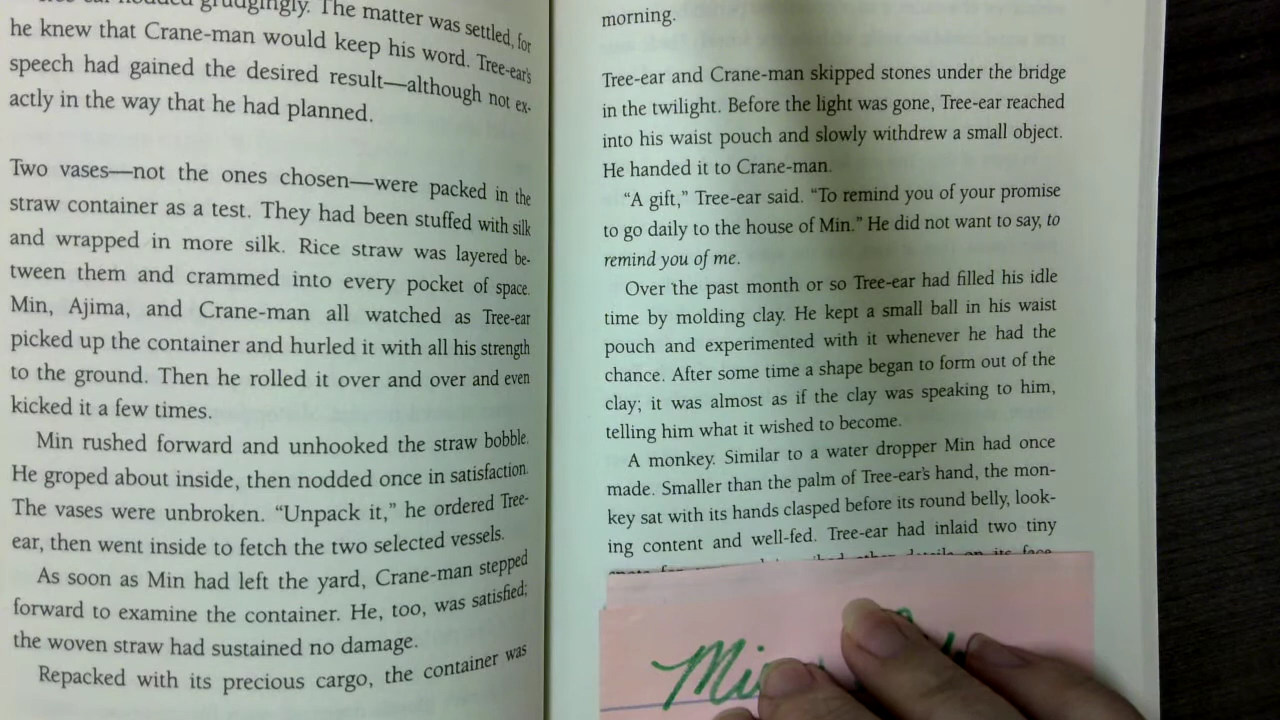 nodded grudgingly. The matter was settled, for
he knew that Crane-man would keep his word. Tree-ear's
speech had gained the desired result—although not ex-
actly in the way that he had planned.
Two vases—not the ones chosen—were packed in the
straw container as a test. They had been stuffed with silk
and wrapped in more silk. Rice straw was layered be-
tween them and crammed into every pocket of space.
Min, Ajima, and Crane-man all watched as Tree-ear
picked up the container and hurled it with all his strength
to the ground. Then he rolled it over and over and even
kicked it a few times.
Min rushed forward and unhooked the straw bobble.
He groped about inside, then nodded once in satisfaction.
The vases were unbroken. “Unpack it,” he ordered Tree-
ear, then went inside to fetch the two selected vessels.
As soon as Min had left the yard, Crane-man stepped
forward to examine the container. He, too, was satisfied;
the woven straw had sustained no damage.
Repacked with its precious cargo, the container was
morning.
Tree-ear and Crane-man skipped stones under the bridge
in the twilight. Before the light was gone, Tree-ear reached
into his waist pouch and slowly withdrew a small object.
He handed it to Crane-man.
“A gift,” Tree-ear said. “To remind you of your promise
to go daily to the house of Min.” He did not want to say, to
remind you of me.
Over the past month or so Tree-ear had filled his idle
time by molding clay. He kept a small ball in his waist
pouch and experimented with it whenever he had the
chance. After some time a shape began to form out of the
clay; it was almost as if the clay was speaking to him,
telling him what it wished to become.
A monkey. Similar to a water dropper Min had once
made. Smaller than the palm of Tree-ear's hand, the mon-
key sat with its hands clasped before its round belly, look-
ing content and well-fed. Tree-ear had inlaid two tiny
other details on its face